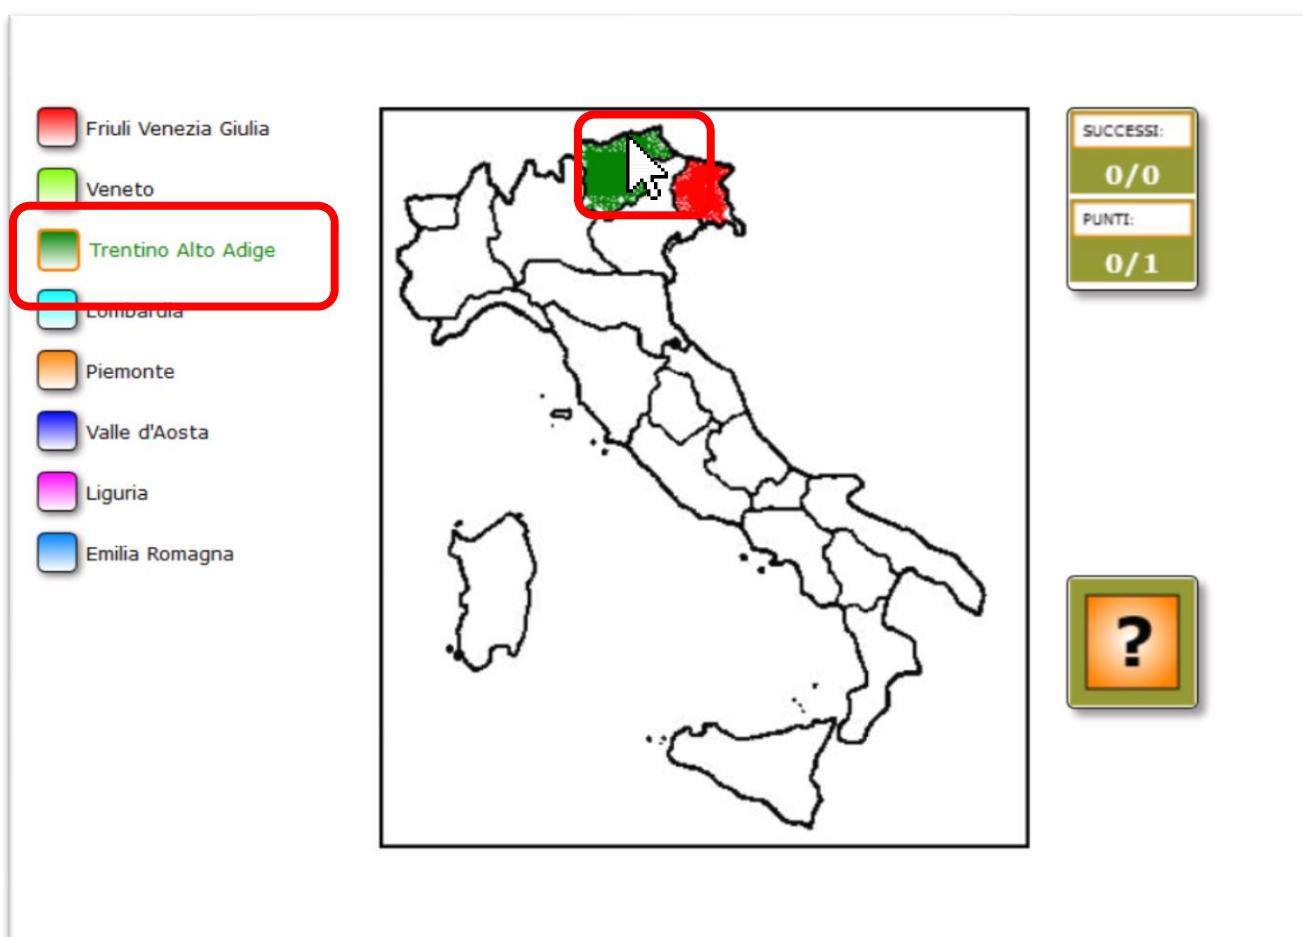 Friuli Venezia Giulia
Veneto
Trentino Alto Adige
Lombardia
Piemonte
Valle d'Aosta
Liguria
Emilia Romagna
SUCCESSI:
0/0
PUNTI:
0/1
?